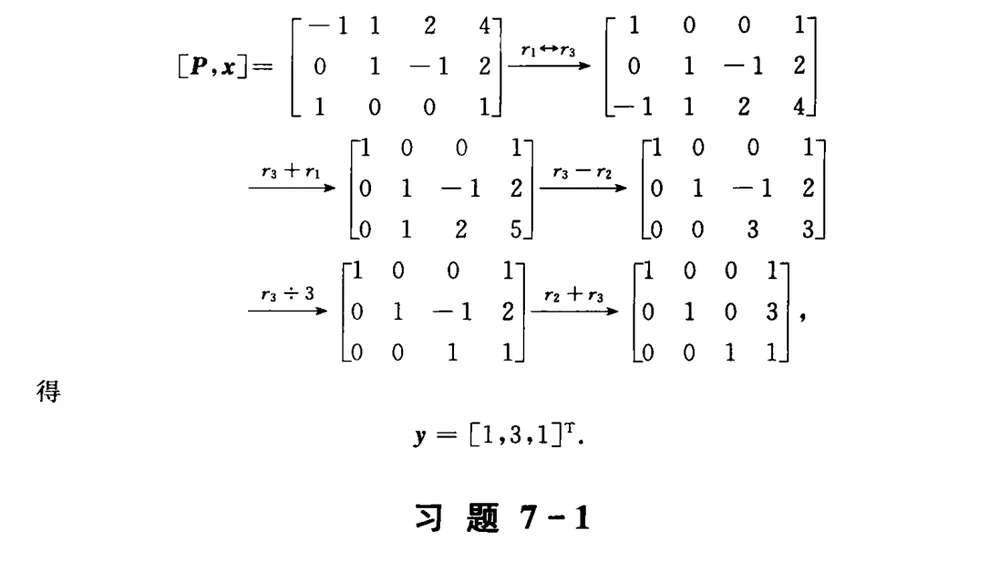 [P,x]= [−1 1 2 4; 0 1 −1 2; 1 0 0 1] r₁↔r₃ → [1 0 0 1; 0 1 −1 2; −1 1 2 4]
r₃+r₁ → [1 0 0 1; 0 1 −1 2; 0 1 2 5] r₃−r₂ → [1 0 0 1; 0 1 −1 2; 0 0 3 3]
r₃÷3 → [1 0 0 1; 0 1 −1 2; 0 0 1 1] r₂+r₃ → [1 0 0 1; 0 1 0 3; 0 0 1 1],
得
y = [1,3,1]ᵀ.
习 题 7-1